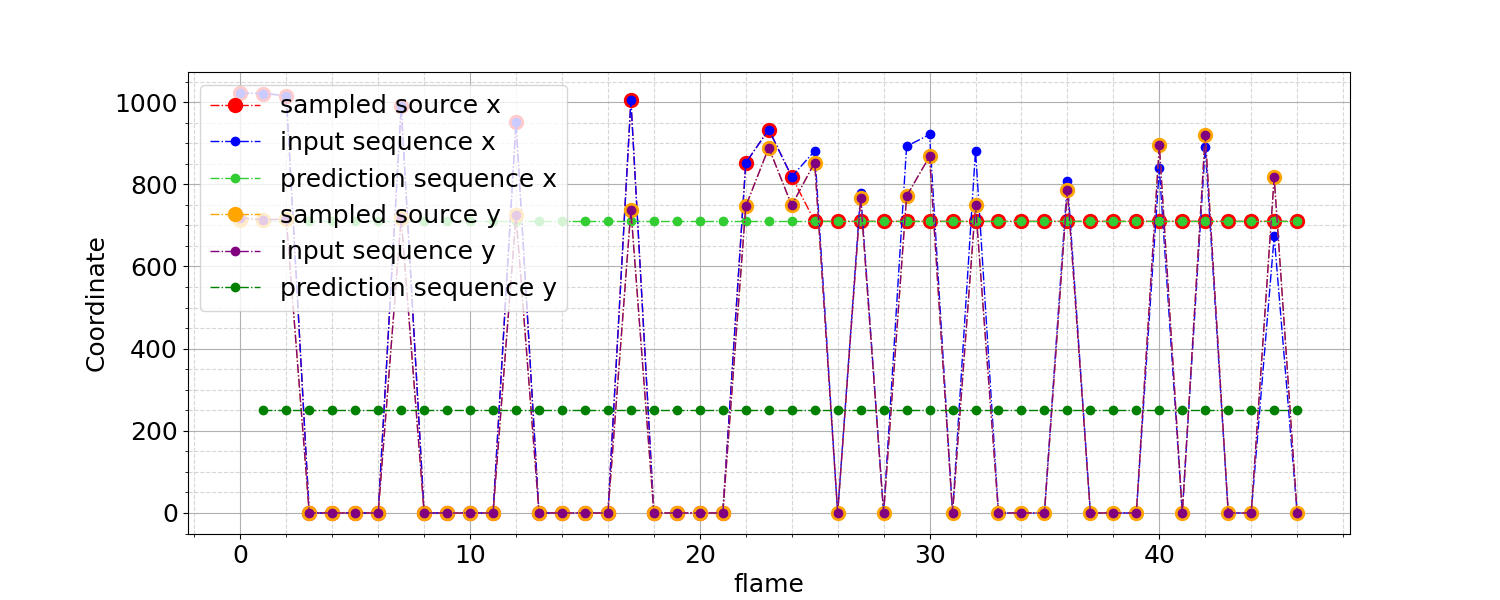 1000
800
600
400
200
0
Coordinate
sampled source x
input sequence x
prediction sequence x
sampled source y
input sequence y
prediction sequence y
0 10 20 30 40
flame